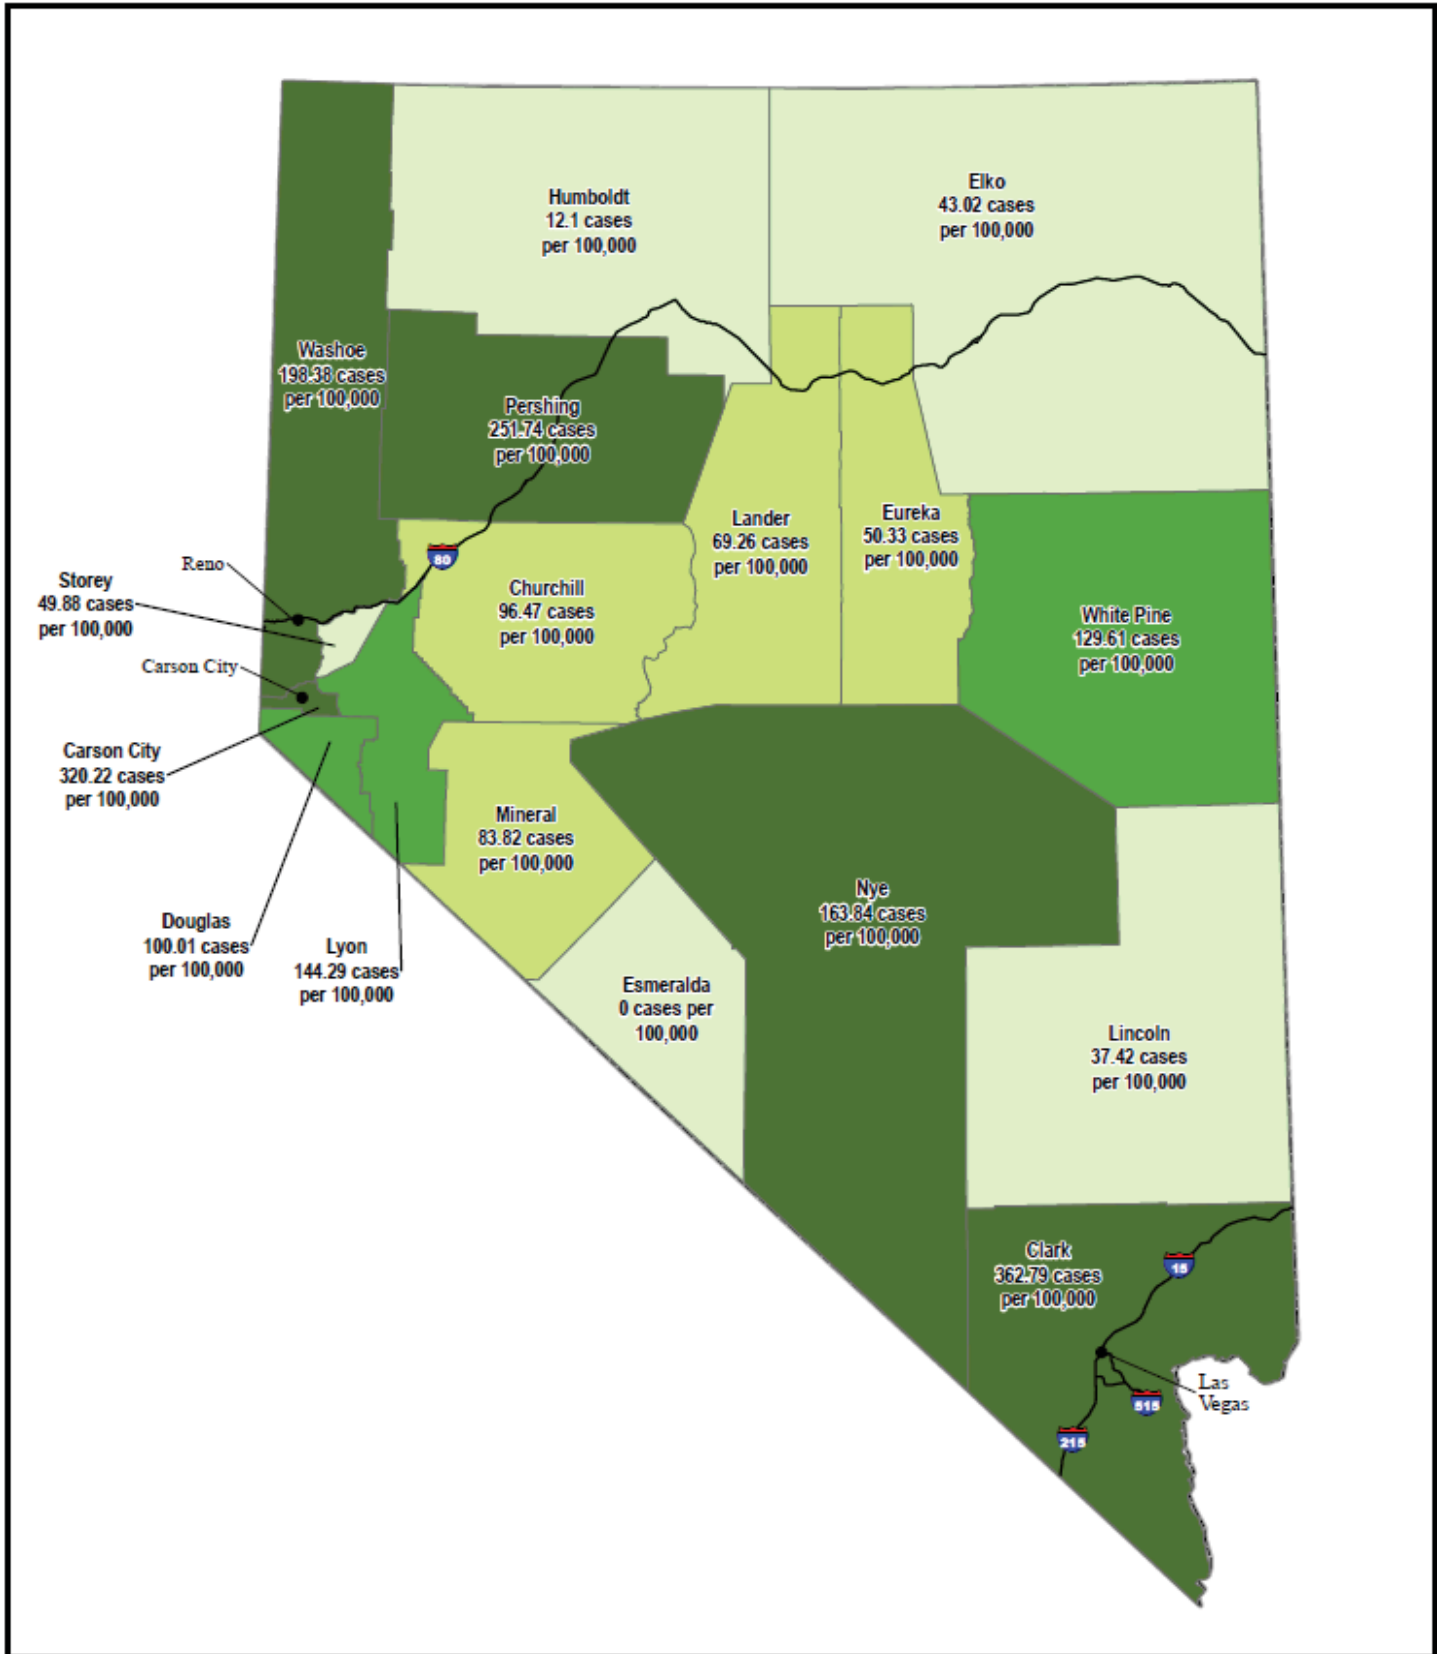 Humboldt
12.1 cases
per 100,000
Elko
43.02 cases
per 100,000
Washoe
198.38 cases
per 100,000
Pershing
251.74 cases
per 100,000
Lander
69.26 cases
per 100,000
Eureka
50.33 cases
per 100,000
80
Reno
Storey
49.88 cases
per 100,000
Churchill
96.47 cases
per 100,000
White Pine
129.61 cases
per 100,000
Carson City
Carson City
320.22 cases
per 100,000
Mineral
83.82 cases
per 100,000
Nye
163.84 cases
per 100,000
Douglas
100.01 cases
per 100,000
Lyon
144.29 cases
per 100,000
Esmeralda
0 cases per
100,000
Lincoln
37.42 cases
per 100,000
Clark
362.79 cases
per 100,000
15
Las
Vegas
515
215